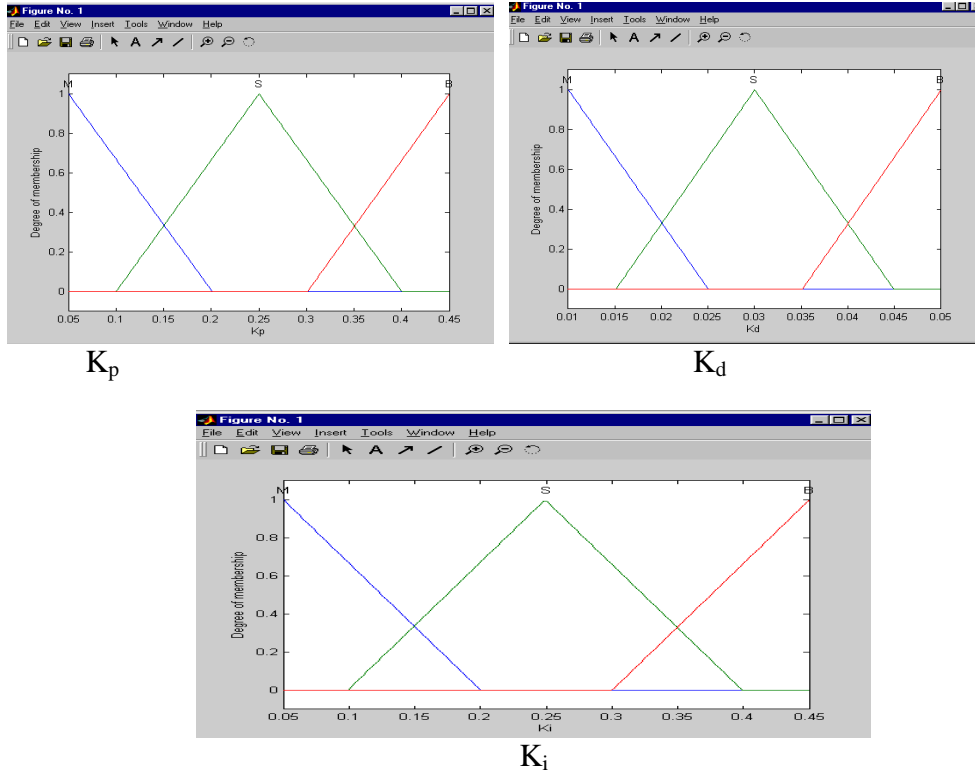 Figure No. 1
File Edit View Insert Tools Window Help
A
M S B
1
0.8
0.6
0.4
0.2
0
Degree of membership
0.05 0.1 0.15 0.2 0.25 0.3 0.35 0.4 0.45
Kp
Kp
Figure No. 1
File Edit View Insert Tools Window Help
A
M S B
1
0.8
0.6
0.4
0.2
0
Degree of membership
0.01 0.015 0.02 0.025 0.03 0.035 0.04 0.045 0.05
Kd
Kd
Figure No. 1
File Edit View Insert Tools Window Help
A
M S B
1
0.8
0.6
0.4
0.2
0
Degree of membership
0.05 0.1 0.15 0.2 0.25 0.3 0.35 0.4 0.45
Ki
Ki